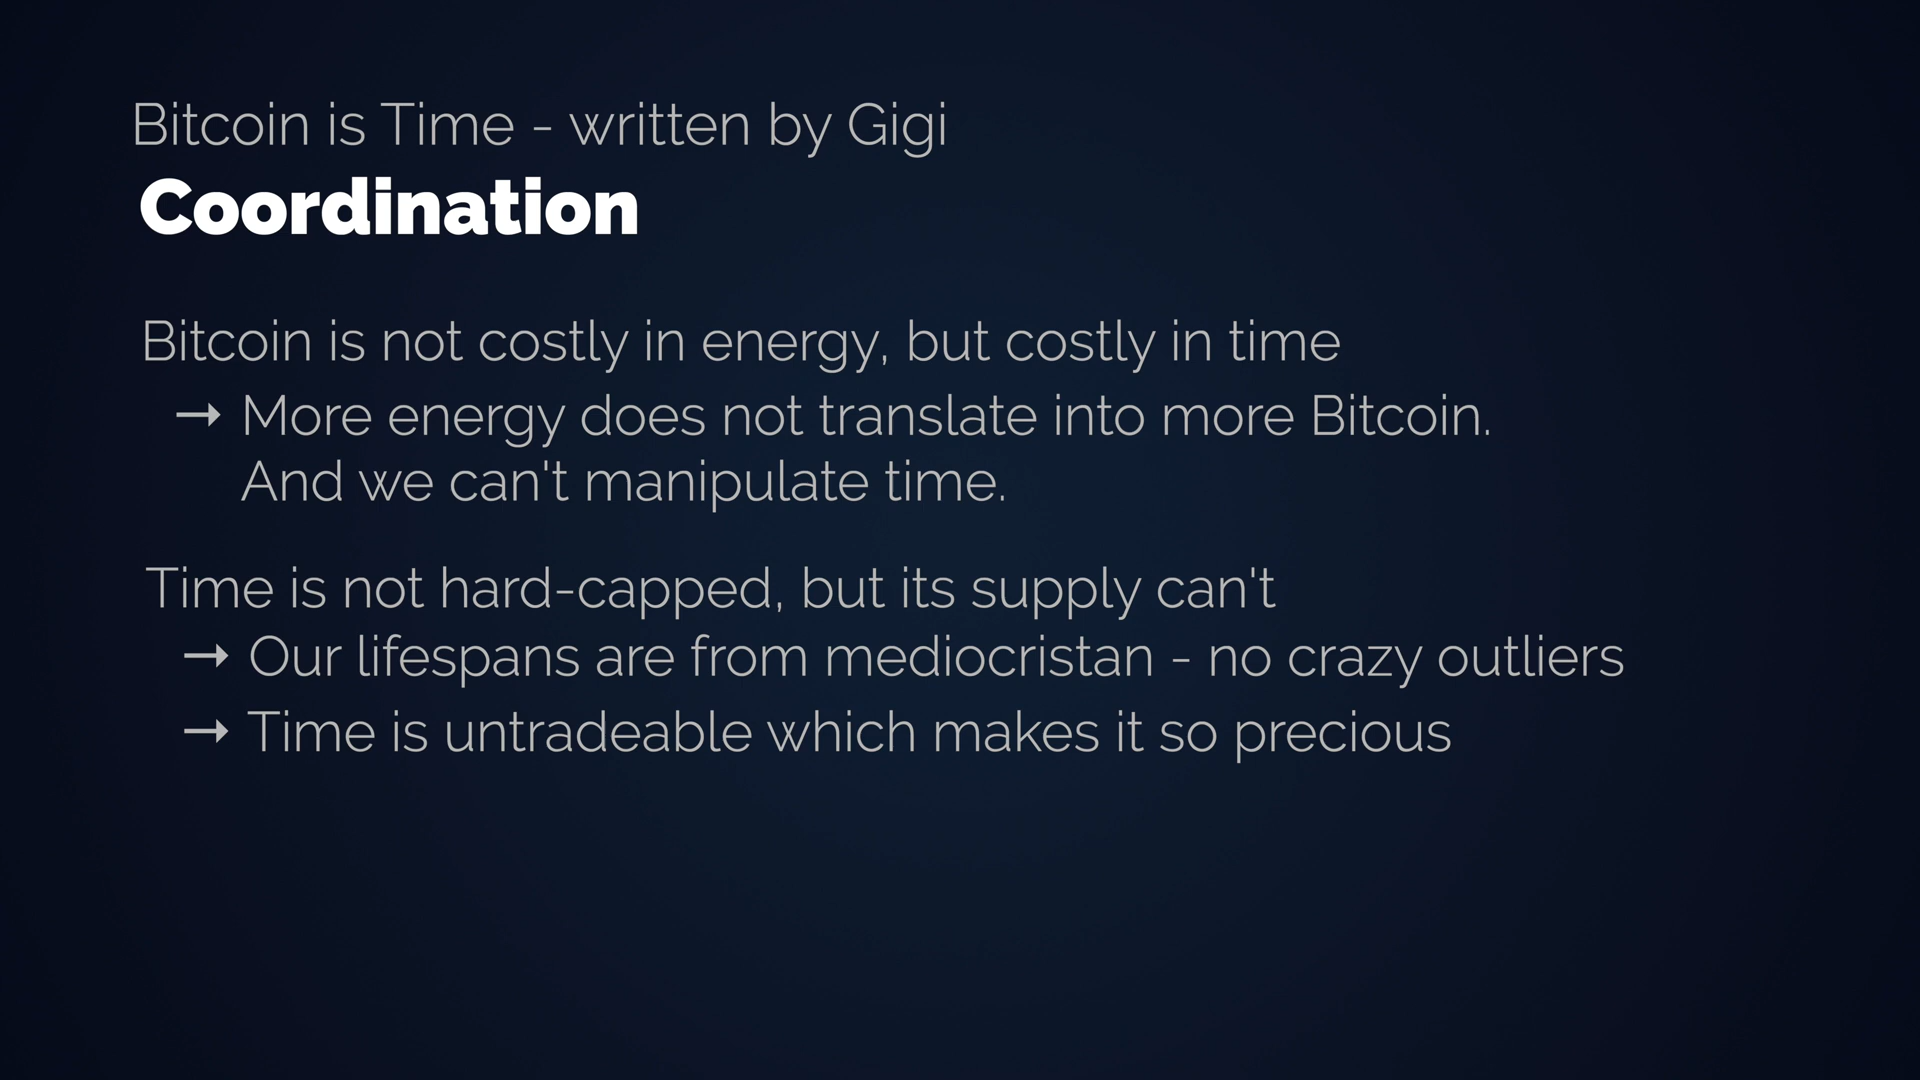 Bitcoin is Time - written by Gigi
Coordination
Bitcoin is not costly in energy, but costly in time
→ More energy does not translate into more Bitcoin.
And we can't manipulate time.
Time is not hard-capped, but its supply can't
→ Our lifespans are from mediocristan - no crazy outliers
→ Time is untradeable which makes it so precious